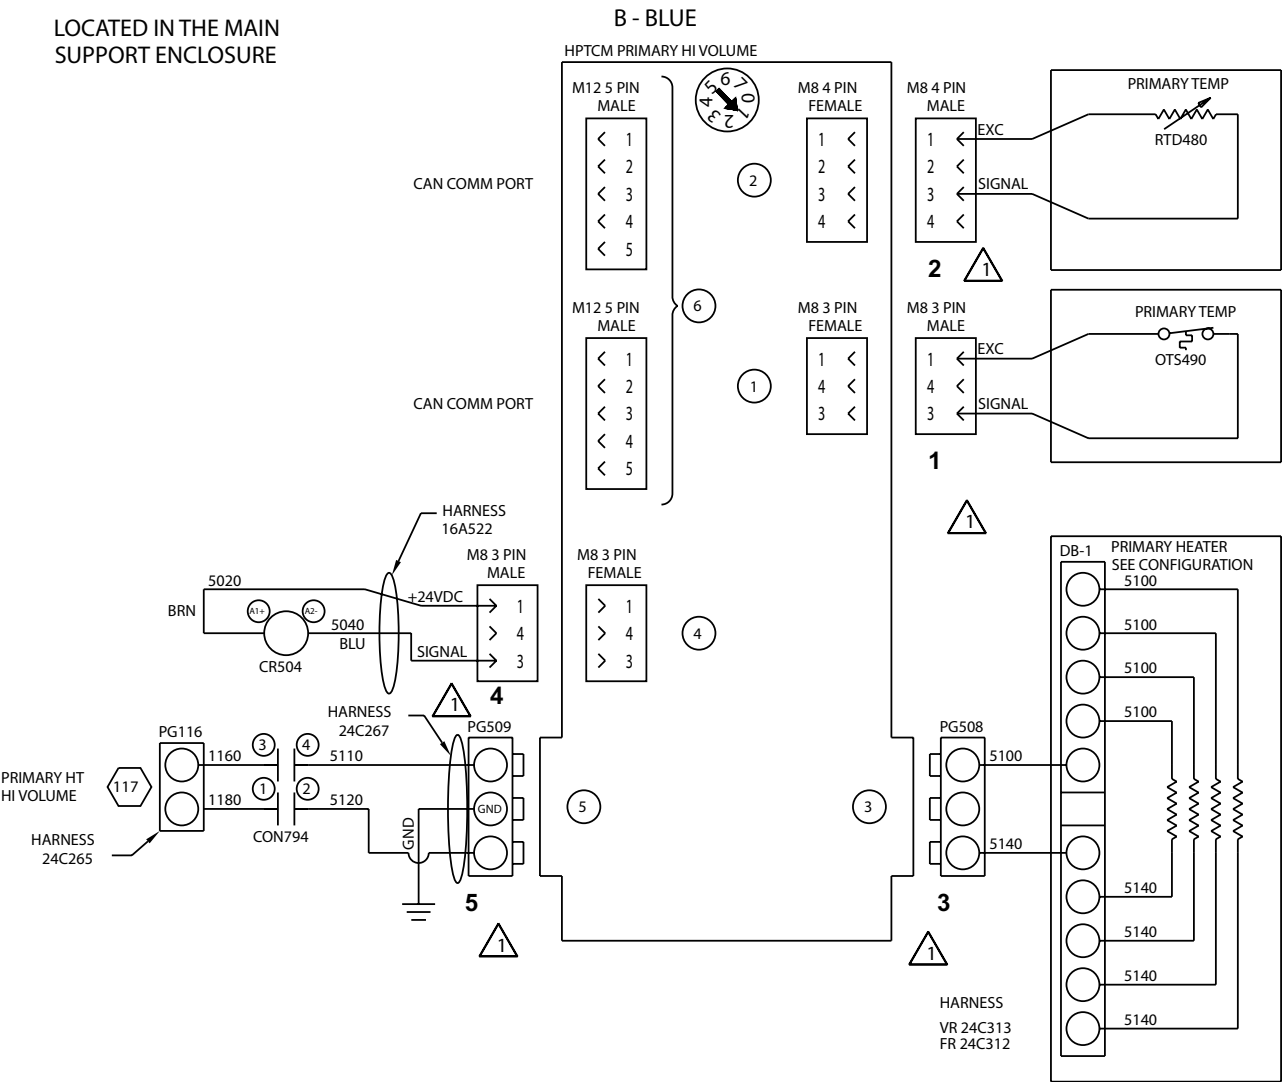 LOCATED IN THE MAIN
SUPPORT ENCLOSURE
B - BLUE
HPTCM PRIMARY HI VOLUME
M12 5 PIN
MALE
1
2
3
4
5
CAN COMM PORT
0 1 2 3 4 5 6 7
2
M8 4 PIN
FEMALE
1
2
3
4
M8 4 PIN
MALE
1
2
3
4
EXC
SIGNAL
2
1
PRIMARY TEMP
RTD480
6
M12 5 PIN
MALE
1
2
3
4
5
CAN COMM PORT
1
M8 3 PIN
FEMALE
1
4
3
M8 3 PIN
MALE
1
4
3
EXC
SIGNAL
1
1
PRIMARY TEMP
OTS490
HARNESS
16A522
M8 3 PIN
MALE
1
4
3
M8 3 PIN
FEMALE
1
4
3
4
5020
BRN
A1+
A2-
5040
BLU
CR504
+24VDC
SIGNAL
4
1
HARNESS
24C267
PG509
GND
GND
5
1
5
PG116
1160
1180
3
4
1
2
5110
5120
CON794
PRIMARY HT
HI VOLUME
117
HARNESS
24C265
3
PG508
5100
5140
3
1
HARNESS
VR 24C313
FR 24C312
DB-1
PRIMARY HEATER
SEE CONFIGURATION
5100
5100
5100
5100
5140
5140
5140
5140